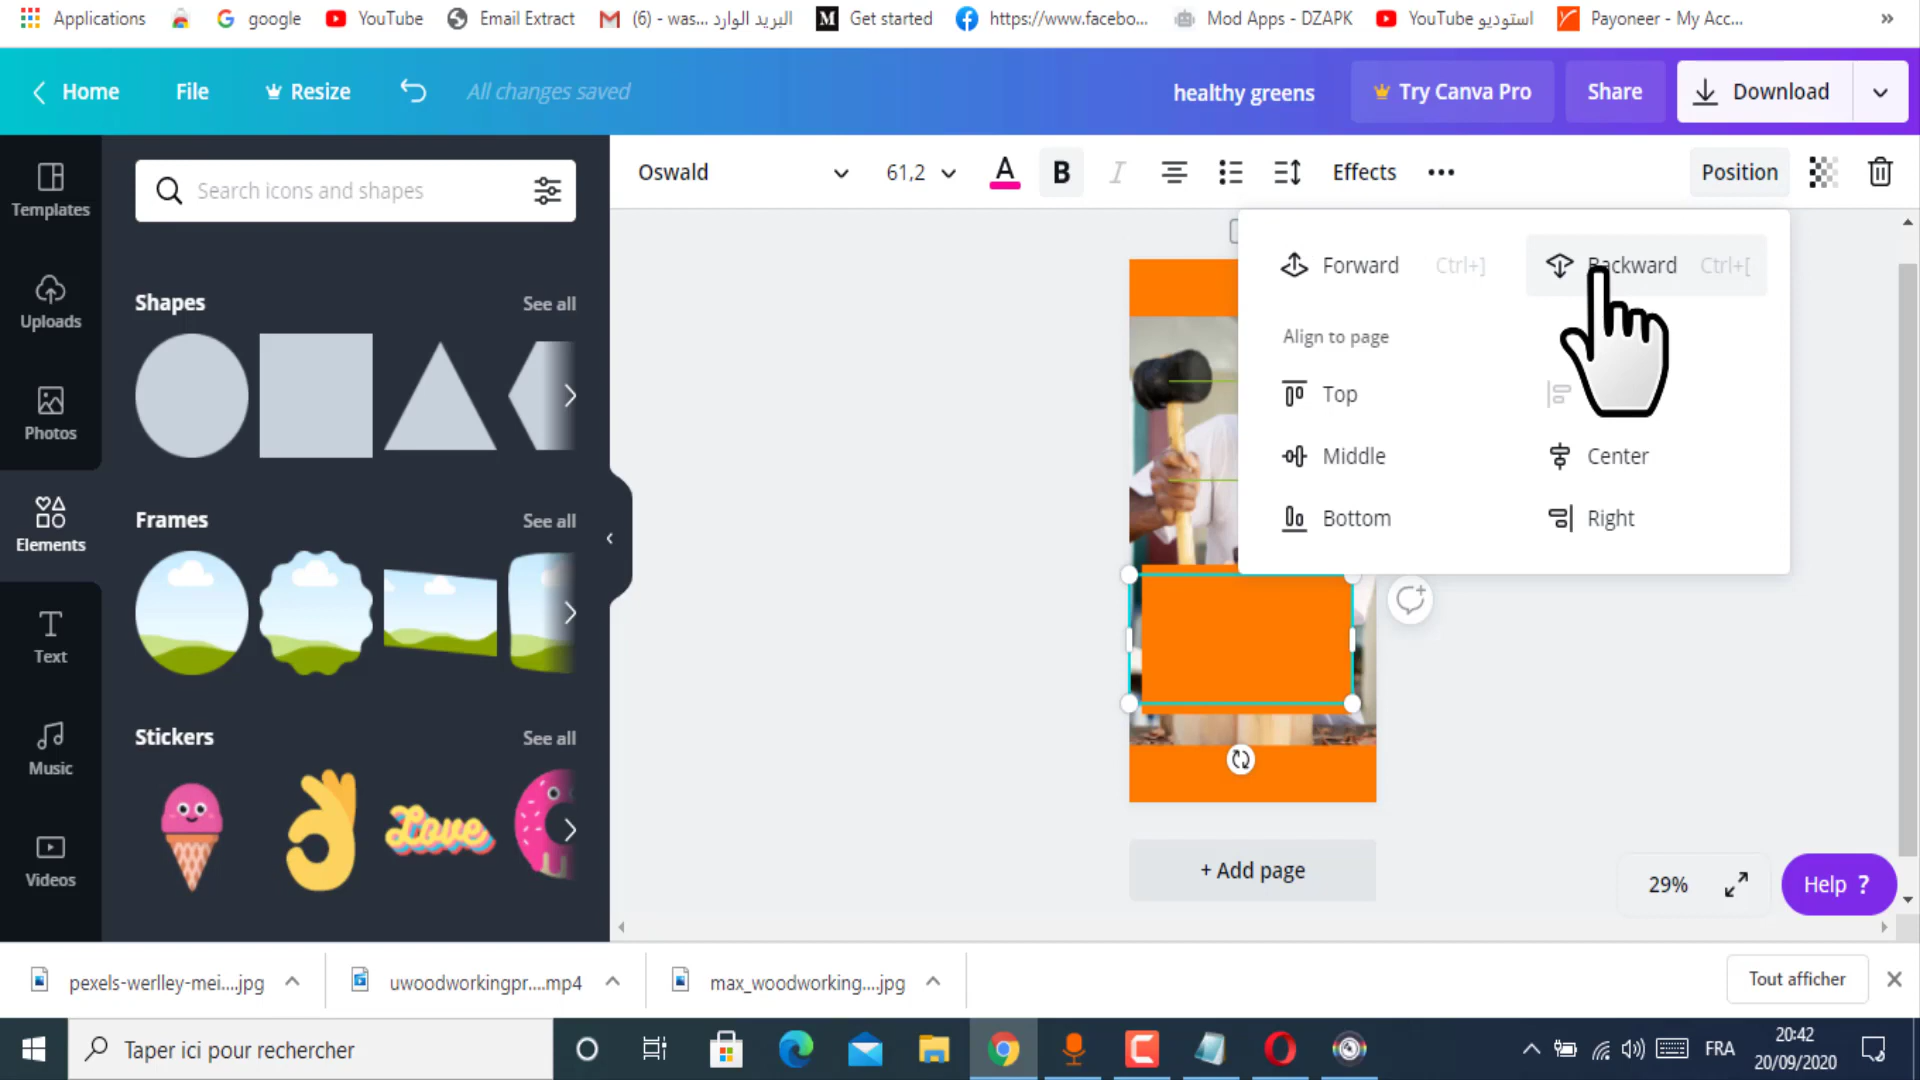 Applications
google
YouTube
Email Extract
(6) - was... البريد الوارد
Get started
https://www.facebo...
Mod Apps - DZAPK
استوديو YouTube
Payoneer - My Acc...
»
Home
File
Resize
All changes saved
healthy greens
Try Canva Pro
Share
Download
Templates
Uploads
Photos
Elements
Text
Music
Videos
Search icons and shapes
Shapes
See all
Frames
See all
Stickers
See all
Love
Oswald
61,2
A
B
I
Effects
Position
Forward Ctrl+]
Backward Ctrl+[
Align to page
Top
Middle
Center
Bottom
Right
+ Add page
29%
Help ?
pexels-werlley-mei....jpg
uwoodworkingpr....mp4
max_woodworking....jpg
Tout afficher
Taper ici pour rechercher
FRA
20:42
20/09/2020